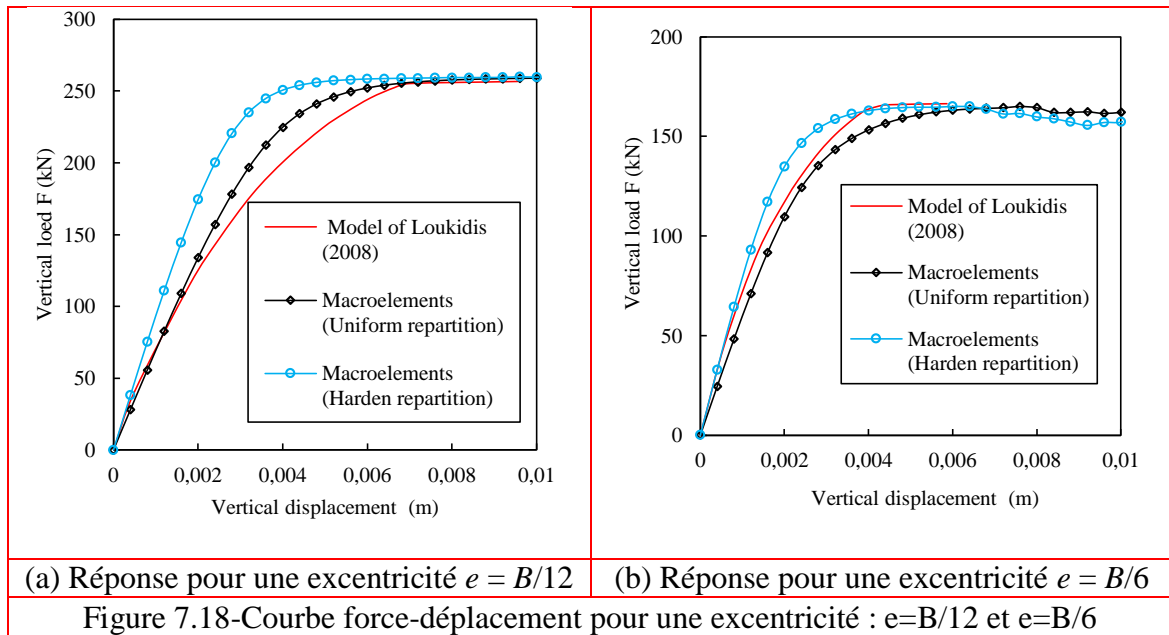 300
250
200
150
100
50
0
Vertical loed F (kN)
Model of Loukidis
(2008)
Macroelements
(Uniform repartition)
Macroelements
(Harden repartition)
0 0,002 0,004 0,006 0,008 0,01
Vertical displacement (m)
200
150
100
50
0
Vertical load F (kN)
Model of Loukidis
(2008)
Macroelements
(Uniform repartition)
Macroelements
(Harden repartition)
0 0,002 0,004 0,006 0,008 0,01
Vertical displacement (m)
(a) Réponse pour une excentricité e = B/12
(b) Réponse pour une excentricité e = B/6
Figure 7.18-Courbe force-déplacement pour une excentricité : e=B/12 et e=B/6